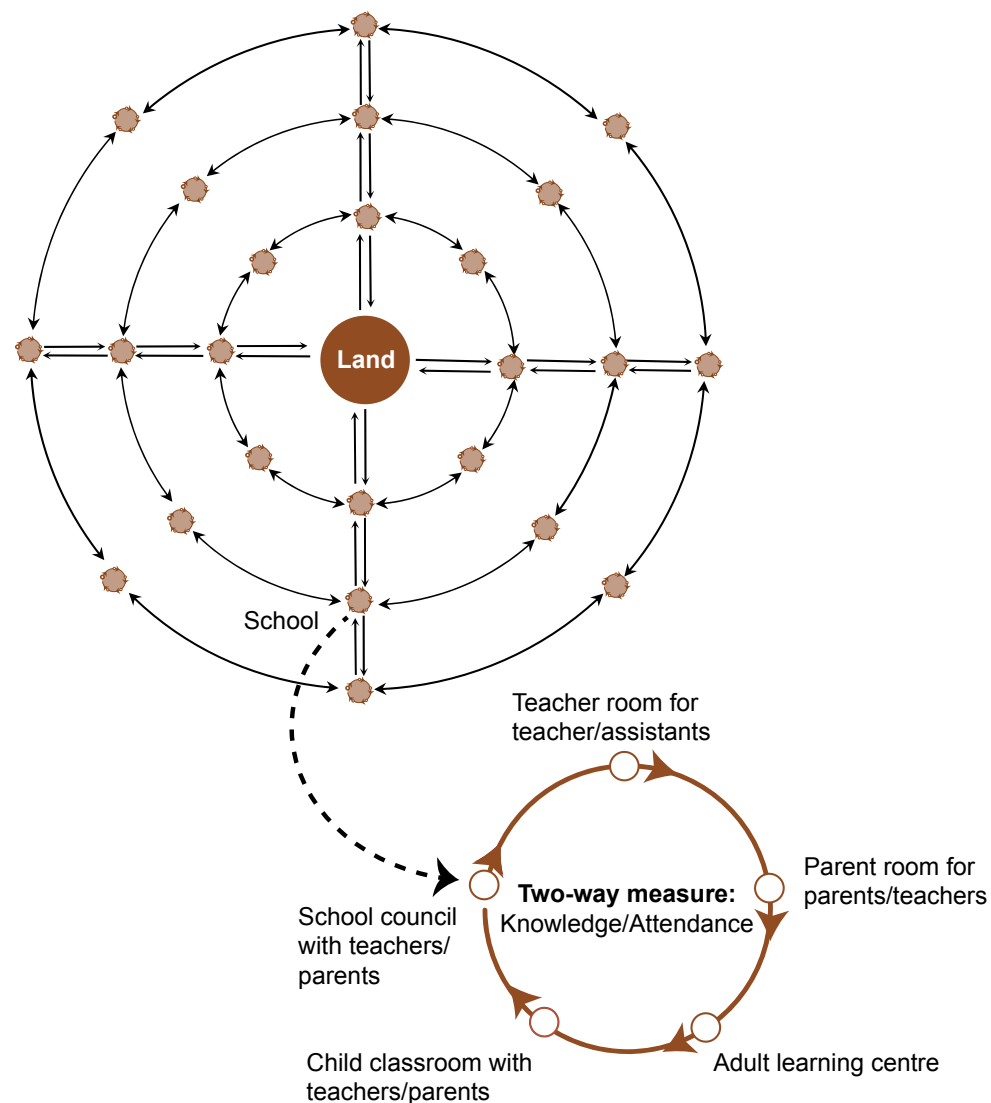 Land
School
Teacher room for
teacher/assistants
Parent room for
parents/teachers
Two-way measure:
Knowledge/Attendance
School council
with teachers/
parents
Child classroom with
teachers/parents
Adult learning centre